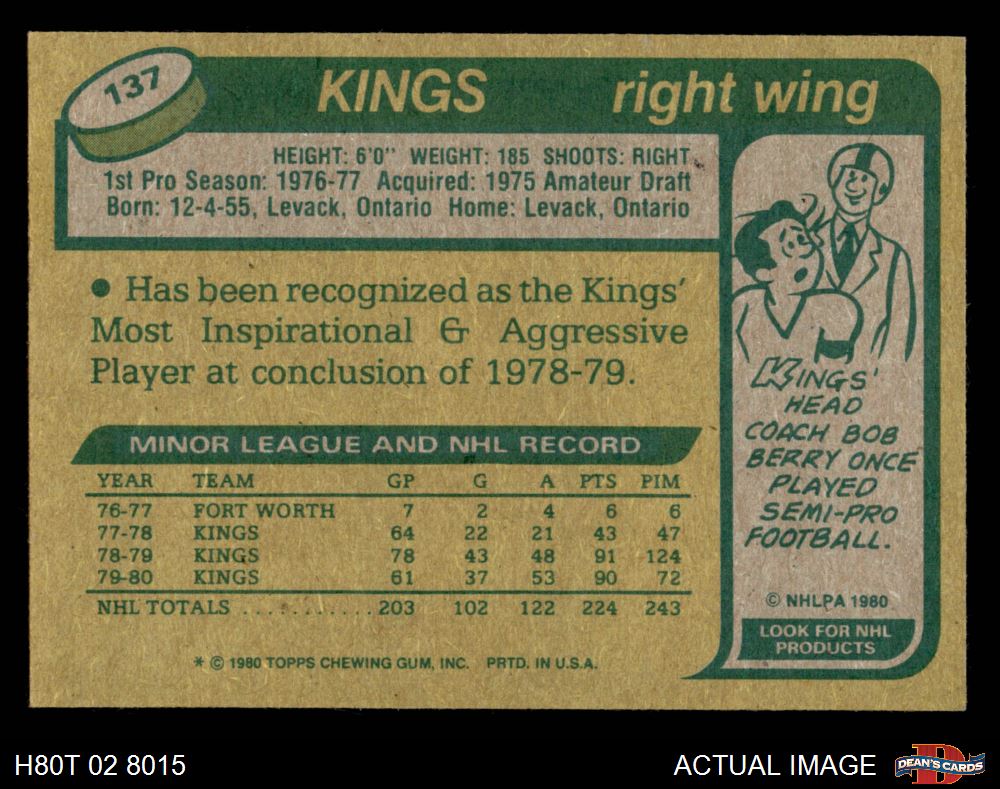 137
KINGS right wing
HEIGHT: 6'0" WEIGHT: 185 SHOOTS: RIGHT
1st Pro Season: 1976-77 Acquired: 1975 Amateur Draft
Born: 12-4-55, Levack, Ontario Home: Levack, Ontario
• Has been recognized as the Kings'
Most Inspirational & Aggressive
Player at conclusion of 1978-79.
MINOR LEAGUE AND NHL RECORD
YEAR TEAM GP G A PTS PIM
76-77 FORT WORTH 7 2 4 6 6
77-78 KINGS 64 22 21 43 47
78-79 KINGS 78 43 48 91 124
79-80 KINGS 61 37 53 90 72
NHL TOTALS ............203 102 122 224 243
* © 1980 TOPPS CHEWING GUM, INC. PRTD. IN U.S.A.
KINGS'
HEAD
COACH BOB
BERRY ONCE
PLAYED
SEMI-PRO
FOOTBALL.
© NHLPA 1980
LOOK FOR NHL
PRODUCTS
H80T 02 8015
ACTUAL IMAGE
D
DEAN'S CARDS